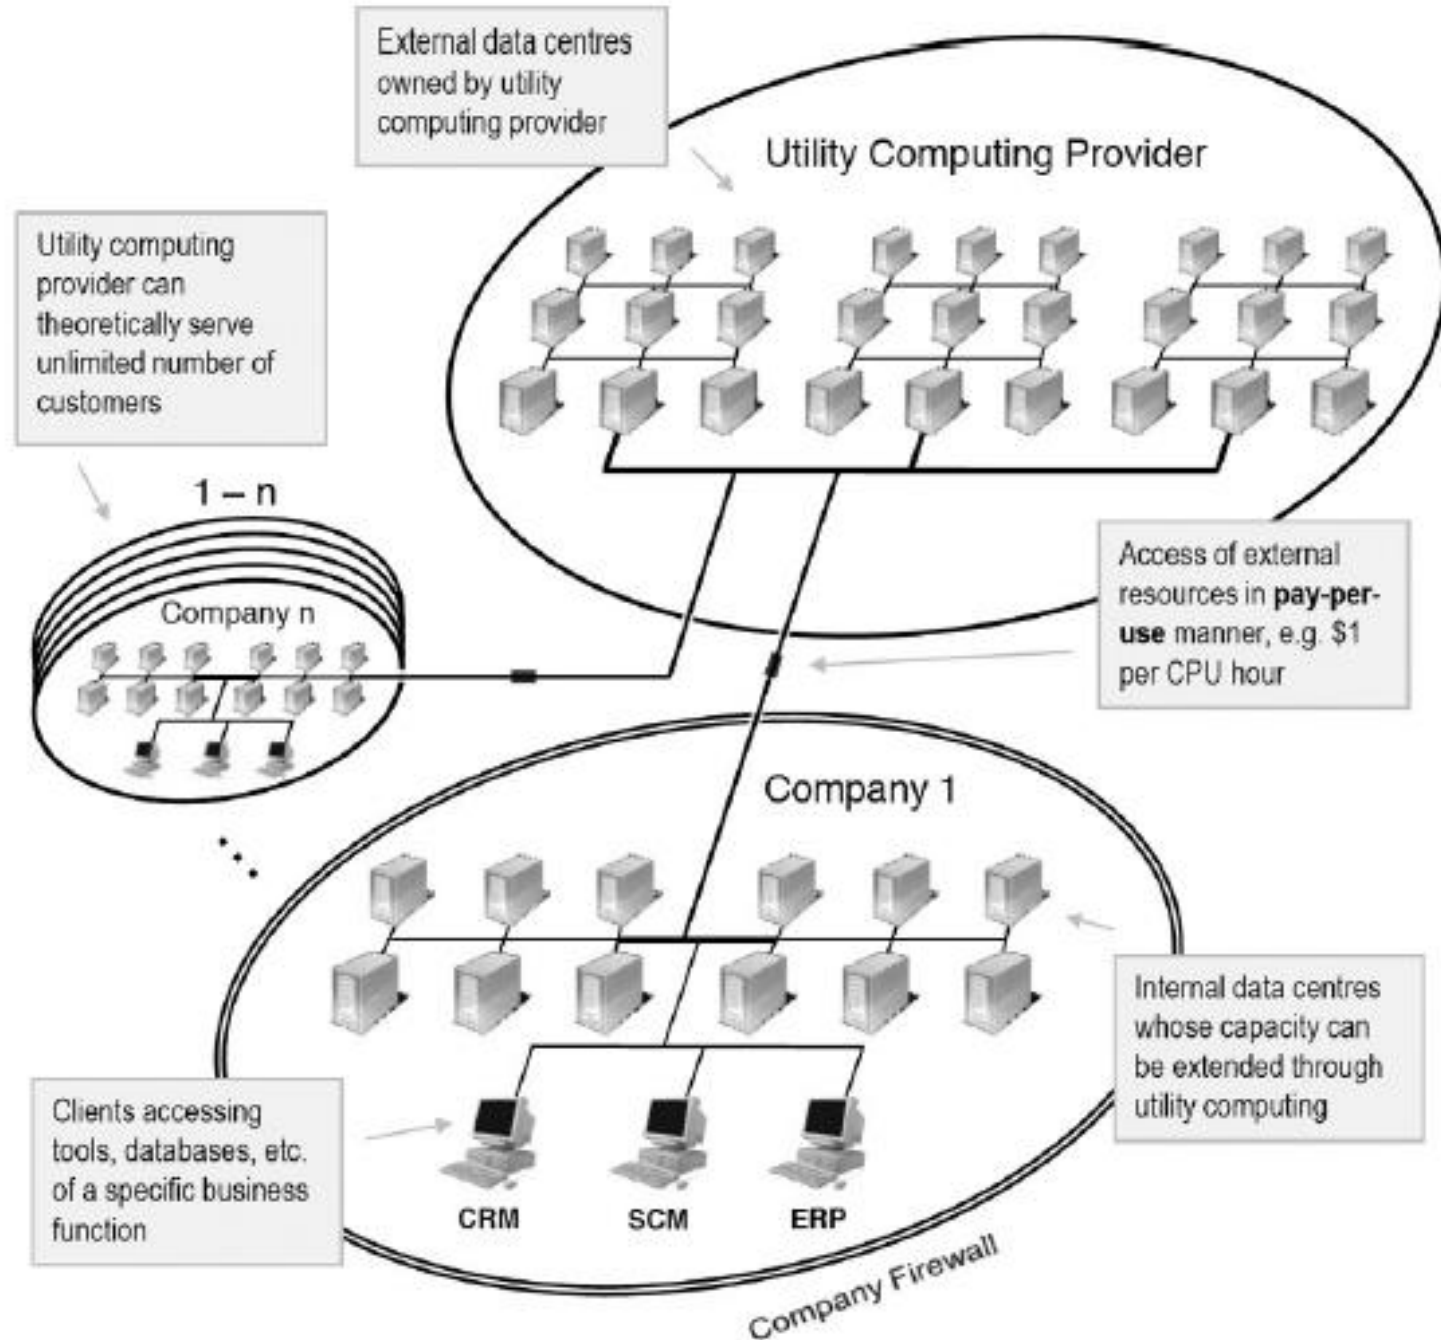 External data centres
owned by utility
computing provider
Utility Computing Provider
Utility computing
provider can
theoretically serve
unlimited number of
customers
1 – n
Company n
Access of external
resources in pay-per-
use manner, e.g. $1
per CPU hour
Company 1
Internal data centres
whose capacity can
be extended through
utility computing
Clients accessing
tools, databases, etc.
of a specific business
function
CRM
SCM
ERP
Company Firewall